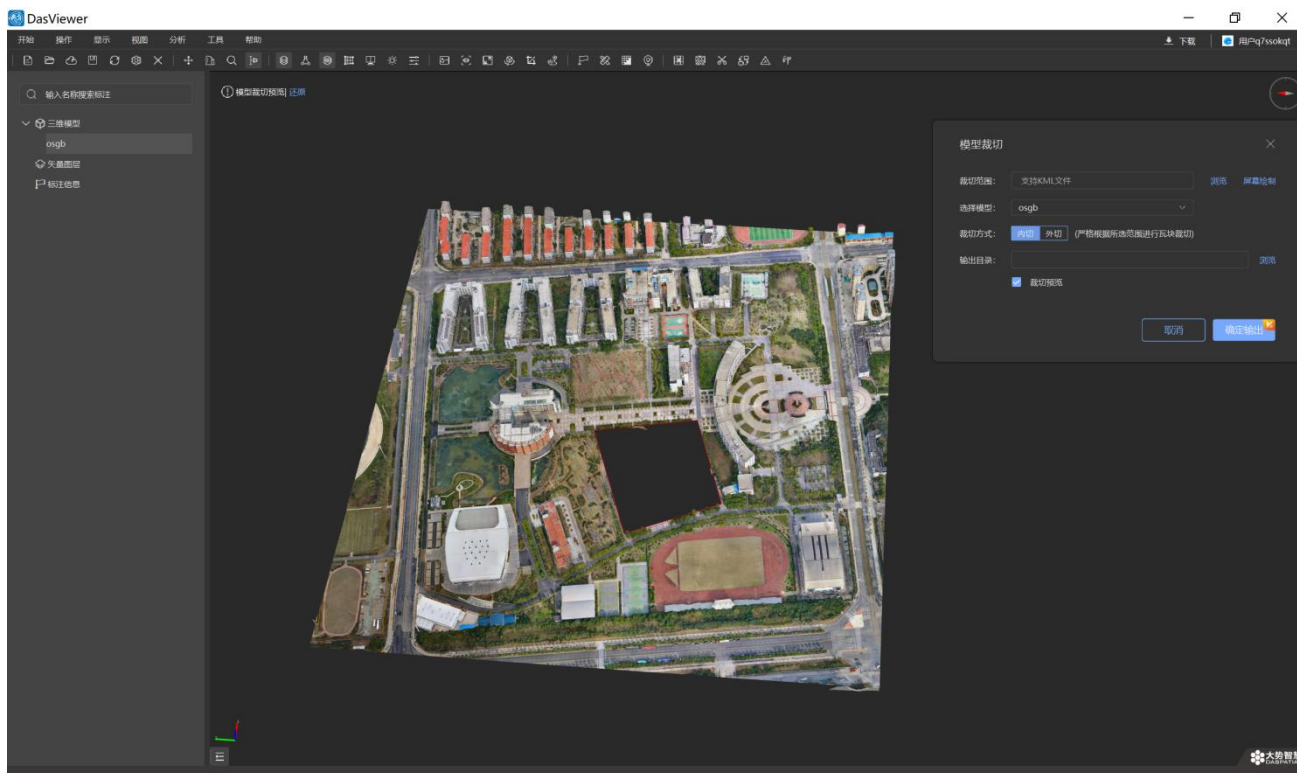 DasViewer
开始 操作 显示 视图 分析 工具 帮助
下载 用户q7ssokqt
输入名称搜索标注
模型裁切预览| 还原
三维模型
osgb
矢量图层
标注信息
模型裁切
裁切范围: 支持KML文件 浏览 屏幕绘制
选择模型: osgb
裁切方式: 内切 外切 (严格根据所选范围进行瓦块裁切)
输出目录: 浏览
裁切预览
取消 确定输出
大势智慧
DASPATIAL